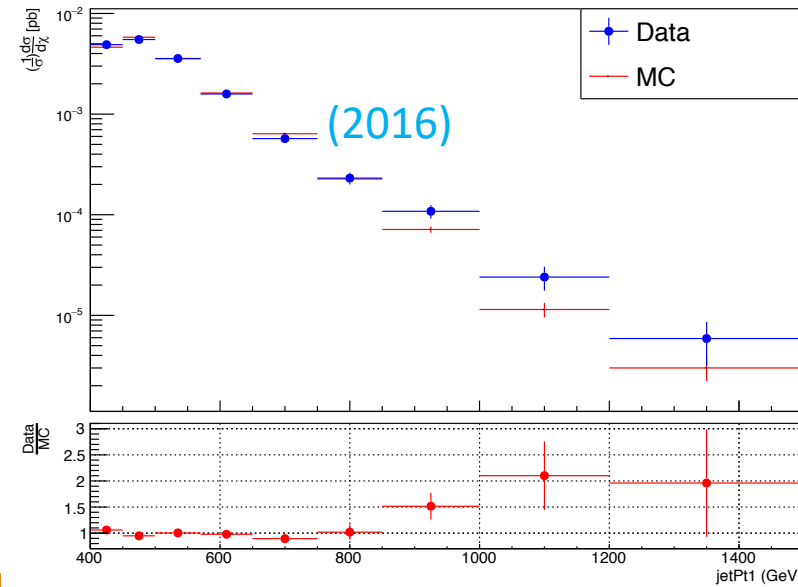 10⁻²
(1/σ) dσ/dχ [pb]
Data
MC
10⁻³
(2016)
10⁻⁴
10⁻⁵
Data/MC
3
2.5
2
1.5
1
400 600 800 1000 1200 1400
jetPt1 (GeV